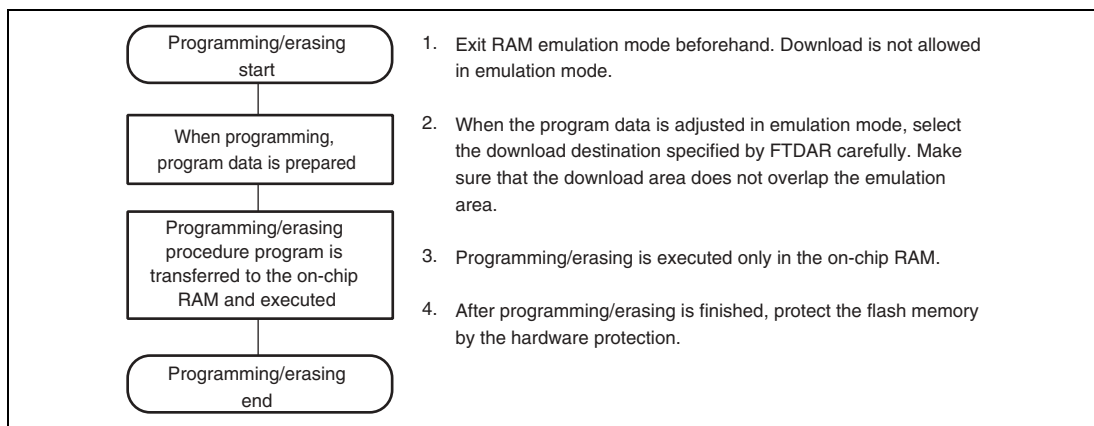 Programming/erasing
start
When programming,
program data is prepared
Programming/erasing
procedure program is
transferred to the on-chip
RAM and executed
Programming/erasing
end
1. Exit RAM emulation mode beforehand. Download is not allowed
in emulation mode.
2. When the program data is adjusted in emulation mode, select
the download destination specified by FTDAR carefully. Make
sure that the download area does not overlap the emulation
area.
3. Programming/erasing is executed only in the on-chip RAM.
4. After programming/erasing is finished, protect the flash memory
by the hardware protection.